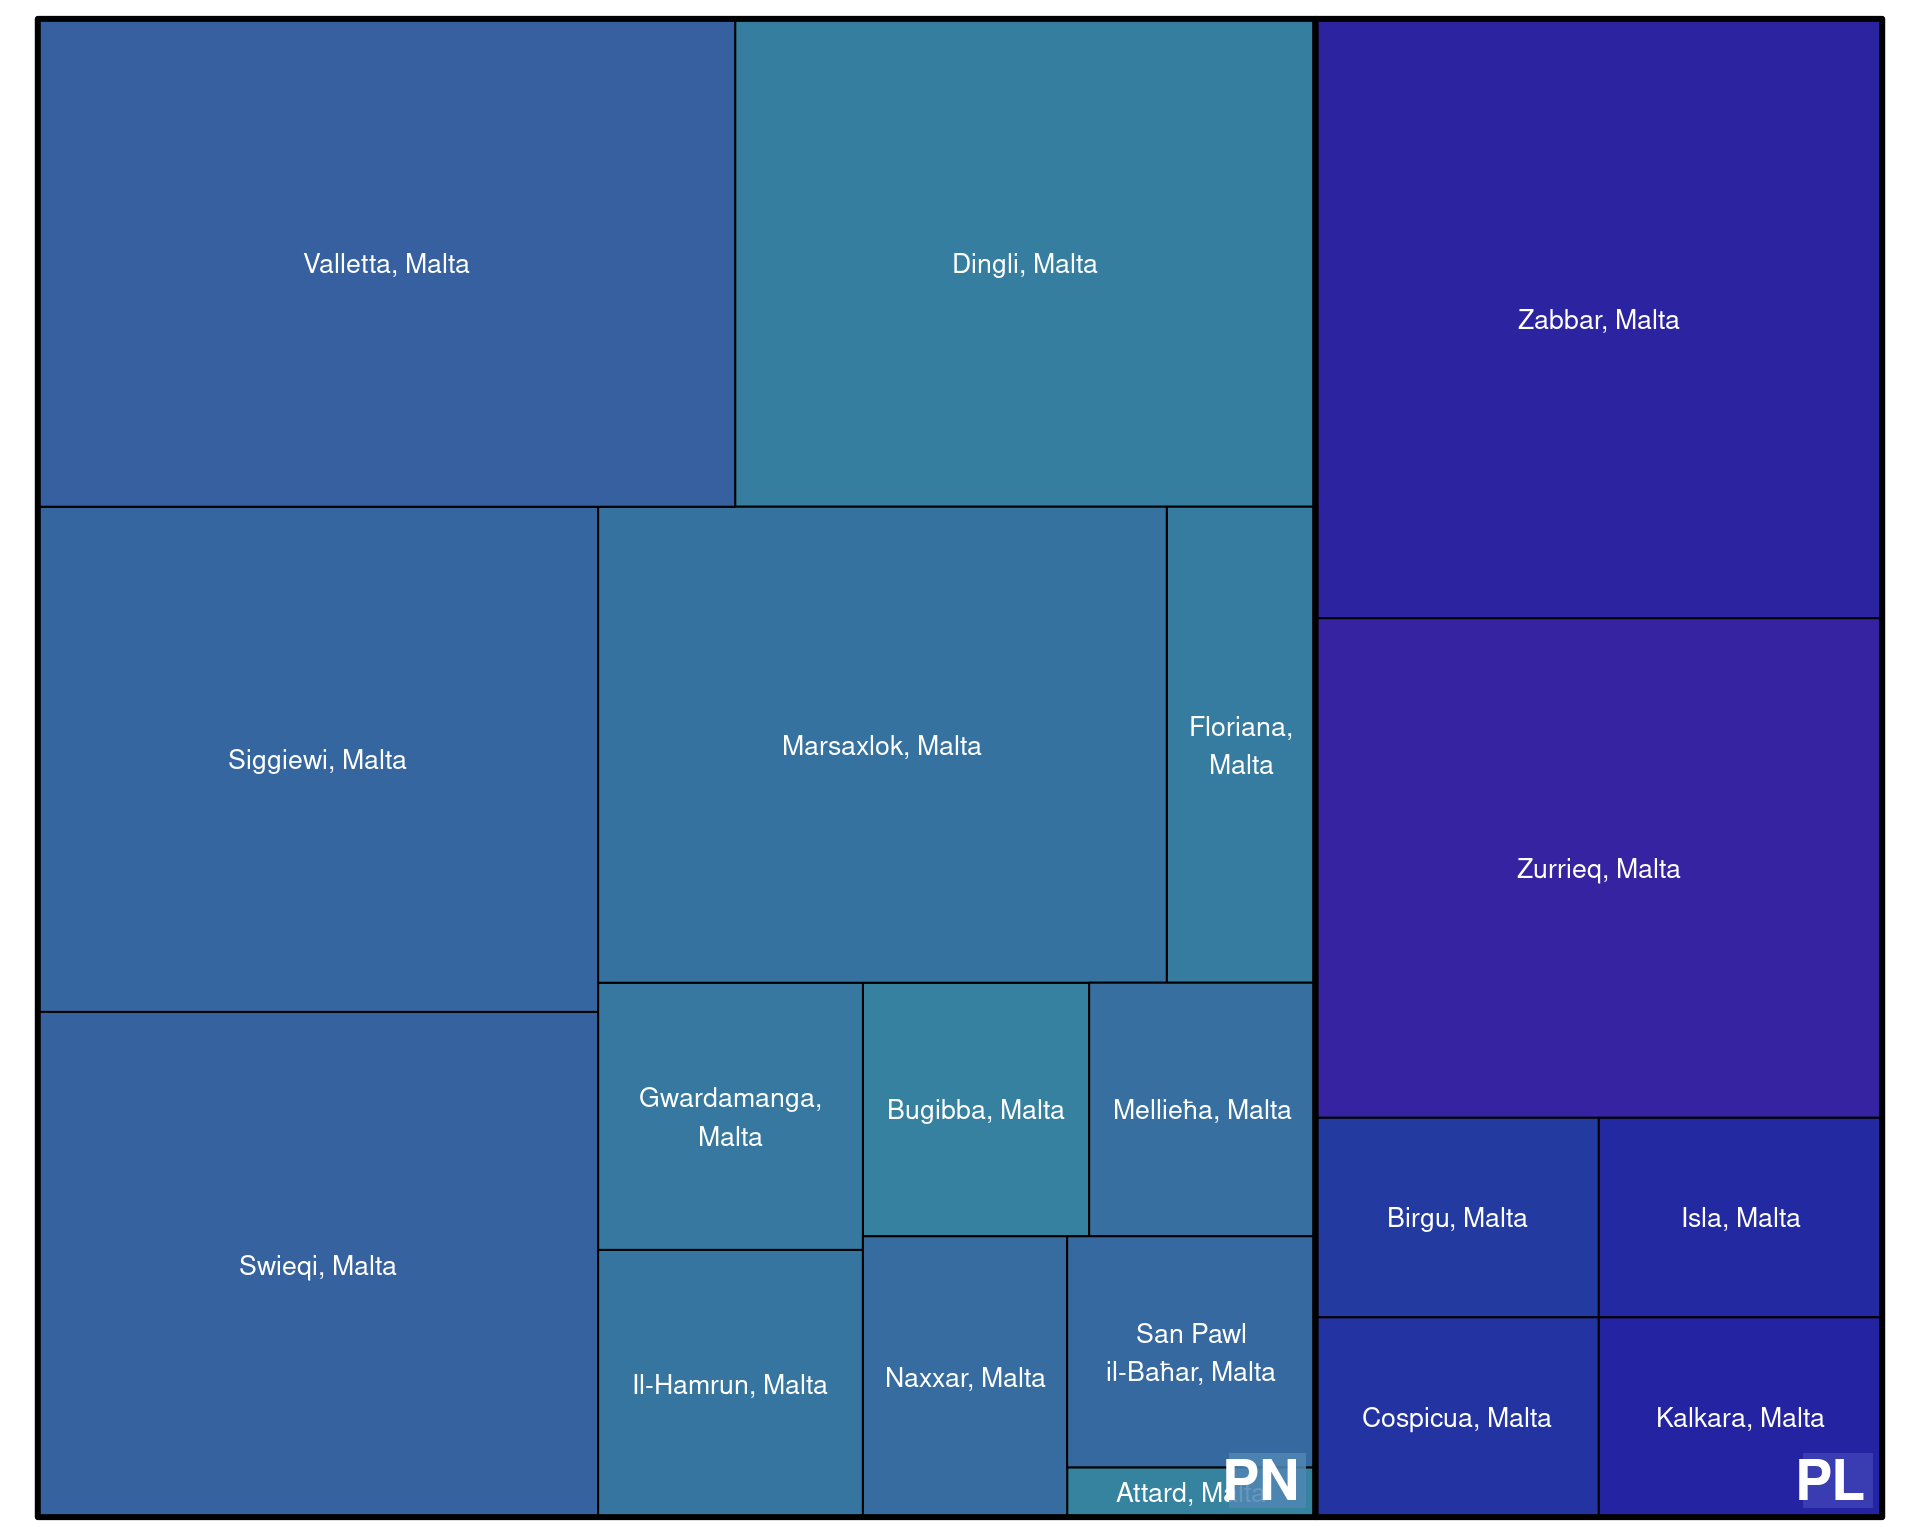 Valletta, Malta
Dingli, Malta
Zabbar, Malta
Siggiewi, Malta
Marsaxlok, Malta
Floriana,
Malta
Zurrieq, Malta
Gwardamanga,
Malta
Bugibba, Malta
Mellieħa, Malta
Birgu, Malta
Isla, Malta
Swieqi, Malta
Il-Hamrun, Malta
Naxxar, Malta
San Pawl
il-Baħar, Malta
Cospicua, Malta
Kalkara, Malta
Attard, Malta
PN
PL